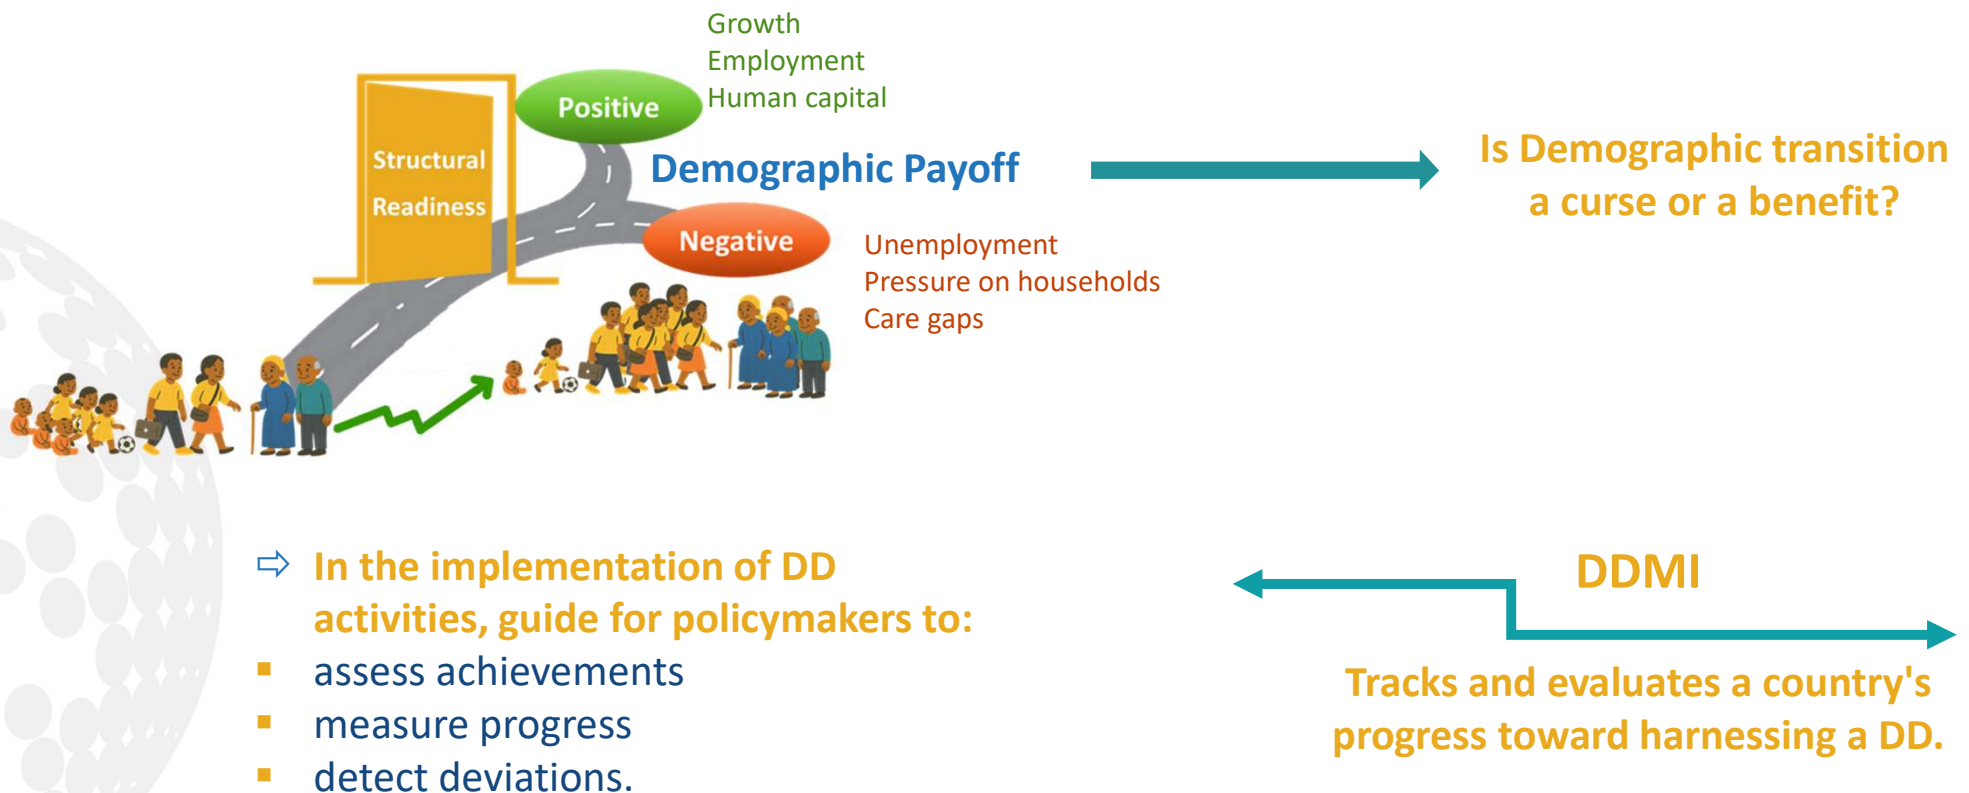 Growth
Employment
Human capital
Positive
Structural
Readiness
Demographic Payoff
Negative
Unemployment
Pressure on households
Care gaps
Is Demographic transition
a curse or a benefit?
⇨ In the implementation of DD
activities, guide for policymakers to:
▪ assess achievements
▪ measure progress
▪ detect deviations.
DDMI
Tracks and evaluates a country's
progress toward harnessing a DD.